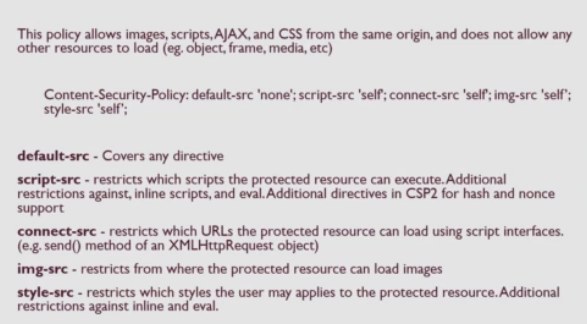 This policy allows images, scripts, AJAX, and CSS from the same origin, and does not allow any
other resources to load (eg. object, frame, media, etc)
Content-Security-Policy: default-src 'none'; script-src 'self'; connect-src 'self'; img-src 'self';
style-src 'self';
default-src - Covers any directive
script-src - restricts which scripts the protected resource can execute. Additional
restrictions against, inline scripts, and eval. Additional directives in CSP2 for hash and nonce
support
connect-src - restricts which URLs the protected resource can load using script interfaces.
(e.g. send() method of an XMLHttpRequest object)
img-src - restricts from where the protected resource can load images
style-src - restricts which styles the user may applies to the protected resource. Additional
restrictions against inline and eval.